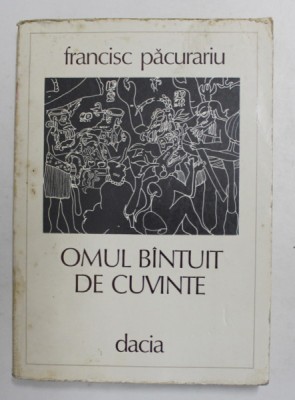 francisc păcurariu
OMUL BÎNTUIT
DE CUVINTE
dacia